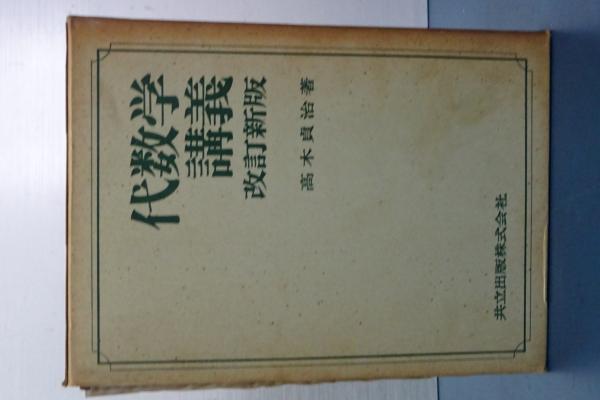 代数学
講義
改訂新版
高木貞治著
共立出版株式会社